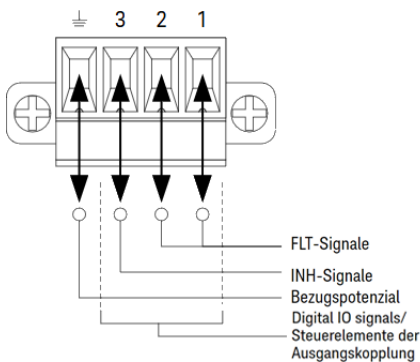 3 2 1
FLT-Signale
INH-Signale
Bezugspotenzial
Digital IO signals/
Steuerelemente der
Ausgangskopplung